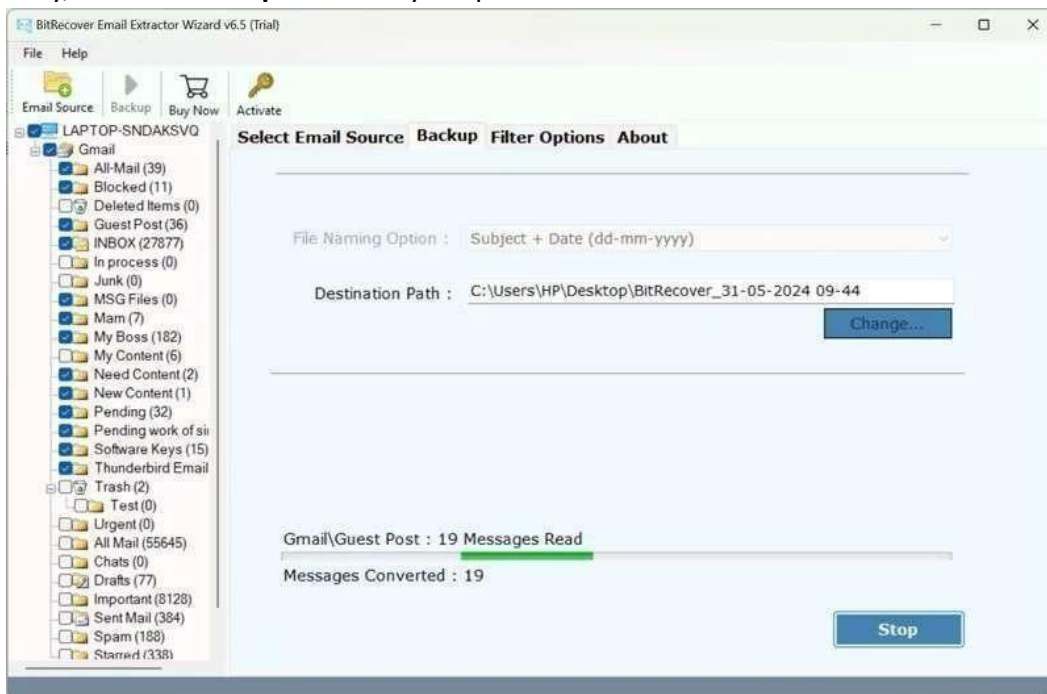 BitRecover Email Extractor Wizard v6.5 (Trial)
File Help
Email Source Backup Buy Now Activate
LAPTOP-SNDAKSVQ
Gmail
All-Mail (39)
Blocked (11)
Deleted Items (0)
Guest Post (36)
INBOX (27877)
In process (0)
Junk (0)
MSG Files (0)
Mam (7)
My Boss (182)
My Content (6)
Need Content (2)
New Content (1)
Pending (32)
Pending work of
Software Keys (15)
Thunderbird Email
Trash (2)
Test (0)
Urgent (0)
All Mail (55645)
Chats (0)
Drafts (77)
Important (8128)
Sent Mail (384)
Spam (188)
Starred (338)
Select Email Source Backup Filter Options About
File Naming Option : Subject + Date (dd-mm-yyyy)
Destination Path : C:\Users\HP\Desktop\BitRecover_31-05-2024 09-44
Change...
Gmail\Guest Post : 19 Messages Read
Messages Converted : 19
Stop